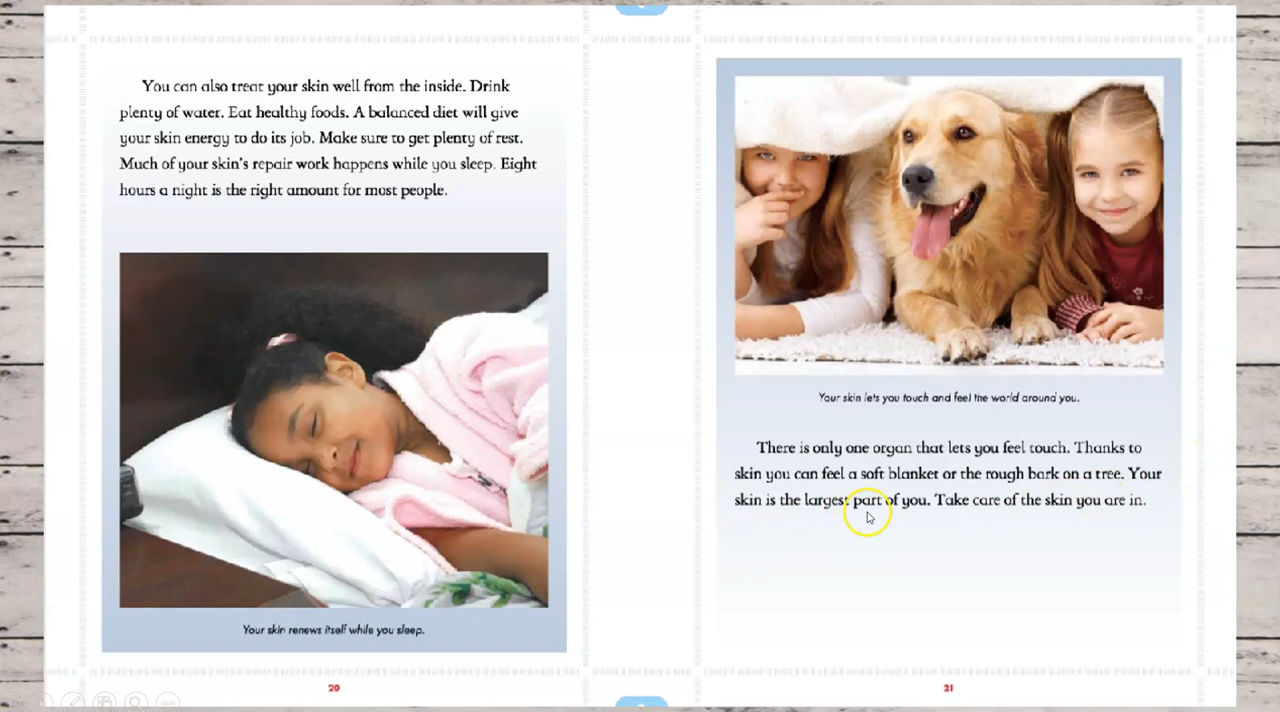 You can also treat your skin well from the inside. Drink
plenty of water. Eat healthy foods. A balanced diet will give
your skin energy to do its job. Make sure to get plenty of rest.
Much of your skin's repair work happens while you sleep. Eight
hours a night is the right amount for most people.
Your skin renews itself while you sleep.
20
Your skin lets you touch and feel the world around you.
There is only one organ that lets you feel touch. Thanks to
skin you can feel a soft blanket or the rough bark on a tree. Your
skin is the largest part of you. Take care of the skin you are in.
21